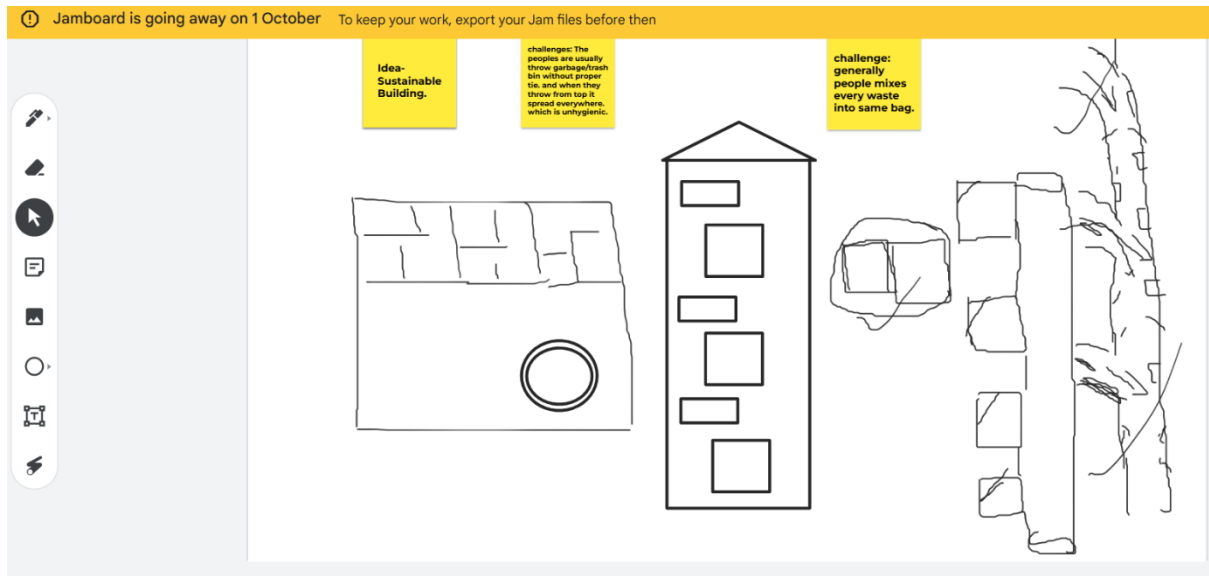 Jamboard is going away on 1 October To keep your work, export your Jam files before then
Idea-
Sustainable
Building.
challenges: The
peoples are usually
throw garbage/trash
bin without proper
tie. and when they
throw from top it
spread everywhere.
which is unhygienic.
challenge:
generally
people mixes
every waste
into same bag.